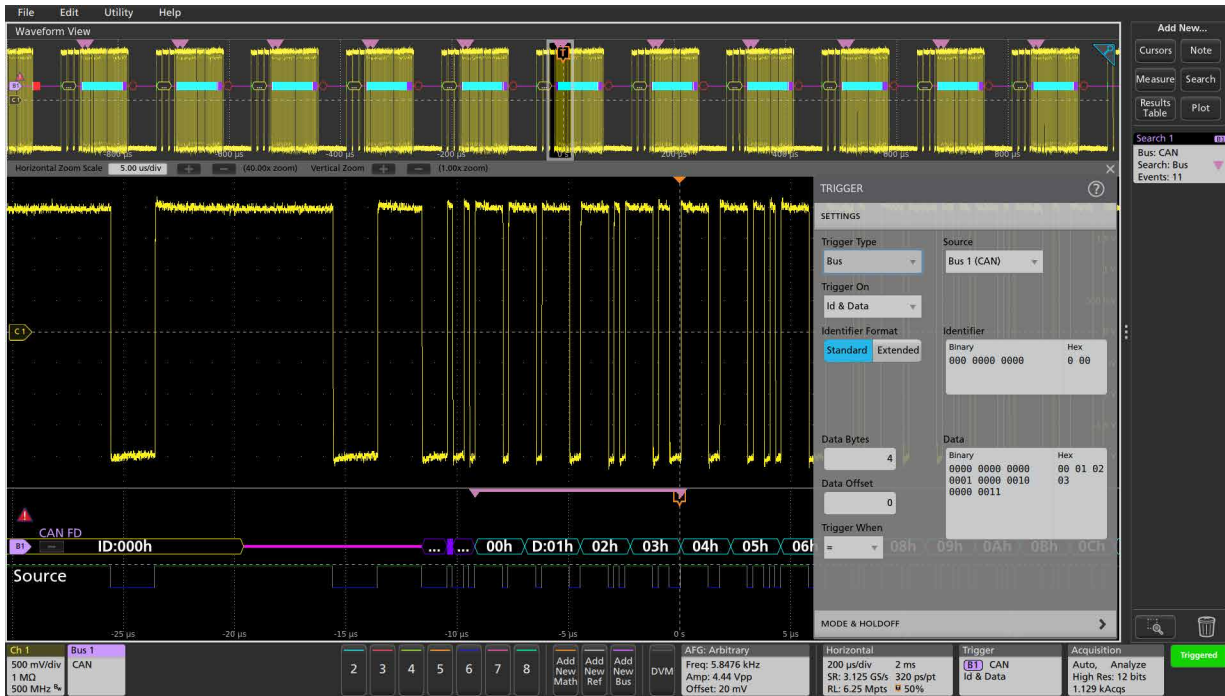 File Edit Utility Help
Waveform View
Add New...
Cursors Note
Measure Search
Results Table Plot
Search 1 B1
Bus: CAN
Search: Bus
Events: 11
T
B1
C1
-800 µs -600 µs -400 µs -200 µs 0 s 200 µs 400 µs 600 µs 800 µs
Horizontal Zoom Scale 5.00 us/div + - (40.00x zoom) Vertical Zoom + - (1.00x zoom)
TRIGGER ?
SETTINGS
Trigger Type Source
Bus Bus 1 (CAN)
Trigger On
Id & Data
Identifier Format Identifier
Standard Extended
Binary Hex
000 0000 0000 0 00
C1
Data Bytes Data
4
Binary Hex
0000 0000 0000 00 01 02
0001 0000 0010 03
0000 0011
Data Offset
0
Trigger When
=
MODE & HOLDOFF
CAN FD
B1 ID:000h ... ... 00h D:01h 02h 03h 04h 05h 06h 08h 09h 0Ah 0Bh 0Ch
Source
-25 µs -20 µs -15 µs -10 µs -5 µs 0 s 5 µs
Ch 1
500 mV/div
1 MΩ
500 MHz Bw
Bus 1
CAN
2 3 4 5 6 7 8
Add New Math
Add New Ref
Add New Bus
DVM
AFG: Arbitrary
Freq: 5.8476 kHz
Amp: 4.44 Vpp
Offset: 20 mV
Horizontal
200 µs/div 2 ms
SR: 3.125 GS/s 320 ps/pt
RL: 6.25 Mpts 50%
Trigger
B1 CAN
Id & Data
Acquisition
Auto, Analyze
High Res: 12 bits
1.129 kAcqs
Triggered